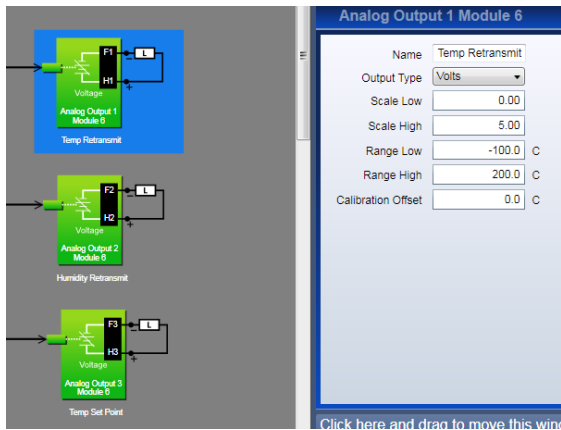 F1
L
H1
Voltage
Analog Output 1
Module 6
Temp Retransmit
F2
L
H2
Voltage
Analog Output 2
Module 6
Humidity Retransmit
F3
L
H3
Voltage
Analog Output 3
Module 6
Temp Set Point
Analog Output 1 Module 6
Name Temp Retransmit
Output Type Volts
Scale Low 0.00
Scale High 5.00
Range Low -100.0 C
Range High 200.0 C
Calibration Offset 0.0 C
Click here and drag to move this wind